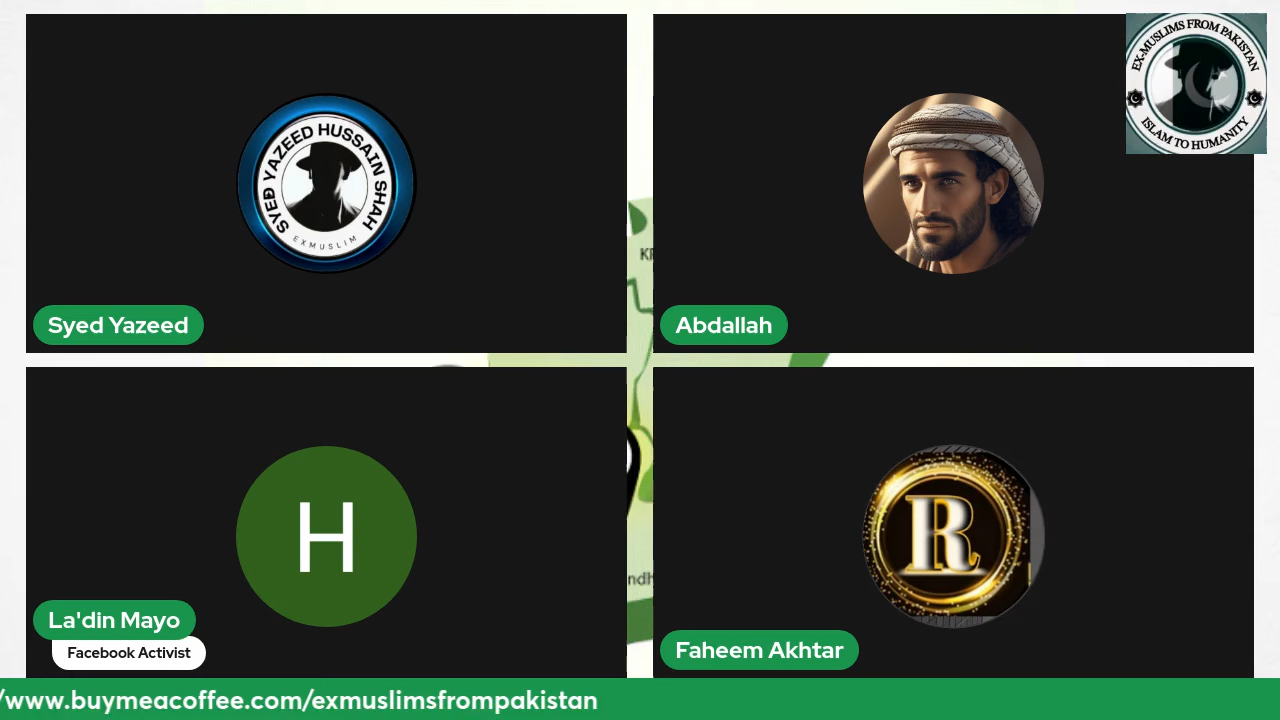 EX-MUSLIMS FROM PAKISTAN
ISLAM TO HUMANITY
SYED YAZEED HUSSAIN SHAH
EXMUSLIM
Syed Yazeed
Abdallah
H
R
La'din Mayo
Facebook Activist
Faheem Akhtar
/www.buymeacoffee.com/exmuslimsfrompakistan